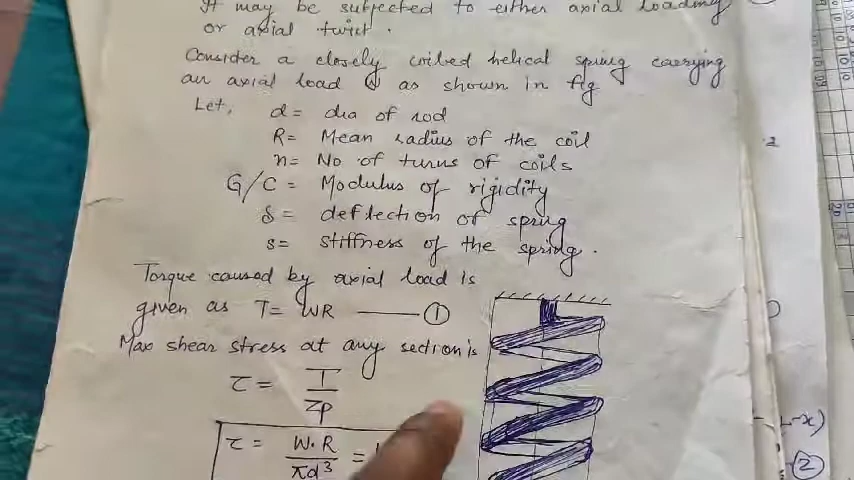 It may be subjected to either axial loading
or axial twist.
Consider a closely coiled helical spring carrying
an axial load W as shown in fig
Let, d = dia of rod
R = Mean radius of the coil
n = No of turns of coils
G/C = Modulus of rigidity
δ = deflection of spring
s = stiffness of the spring.
Torque caused by axial load is
given as T = WR —— ①
Max shear stress at any section is
τ = T
Zp
τ = W.R
πd³ =
2
-x)
②